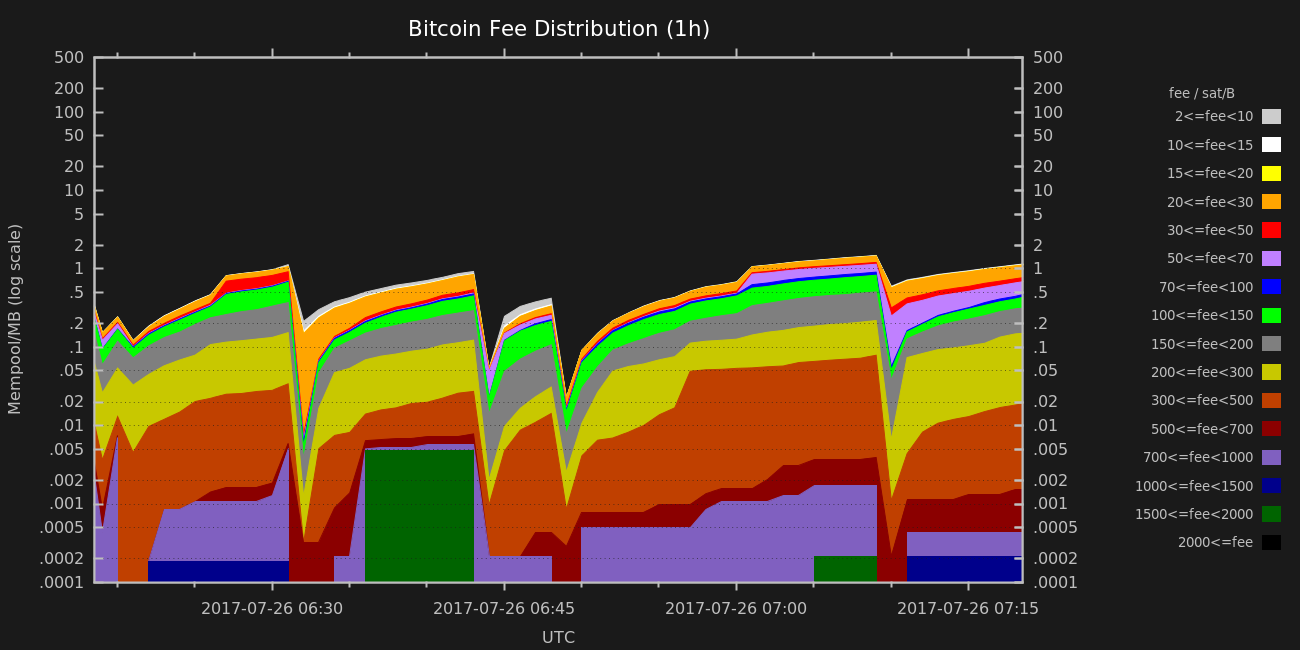 Bitcoin Fee Distribution (1h)
500 500
200 200
100 100
50 50
20 20
10 10
5 5
2 2
1 1
.5 .5
.2 .2
.1 .1
.05 .05
.02 .02
.01 .01
.005 .005
.002 .002
.001 .001
.0005 .0005
.0002 .0002
.0001 .0001
Mempool/MB (log scale)
2017-07-26 06:30 2017-07-26 06:45 2017-07-26 07:00 2017-07-26 07:15
UTC
fee / sat/B
2<=fee<10
10<=fee<15
15<=fee<20
20<=fee<30
30<=fee<50
50<=fee<70
70<=fee<100
100<=fee<150
150<=fee<200
200<=fee<300
300<=fee<500
500<=fee<700
700<=fee<1000
1000<=fee<1500
1500<=fee<2000
2000<=fee